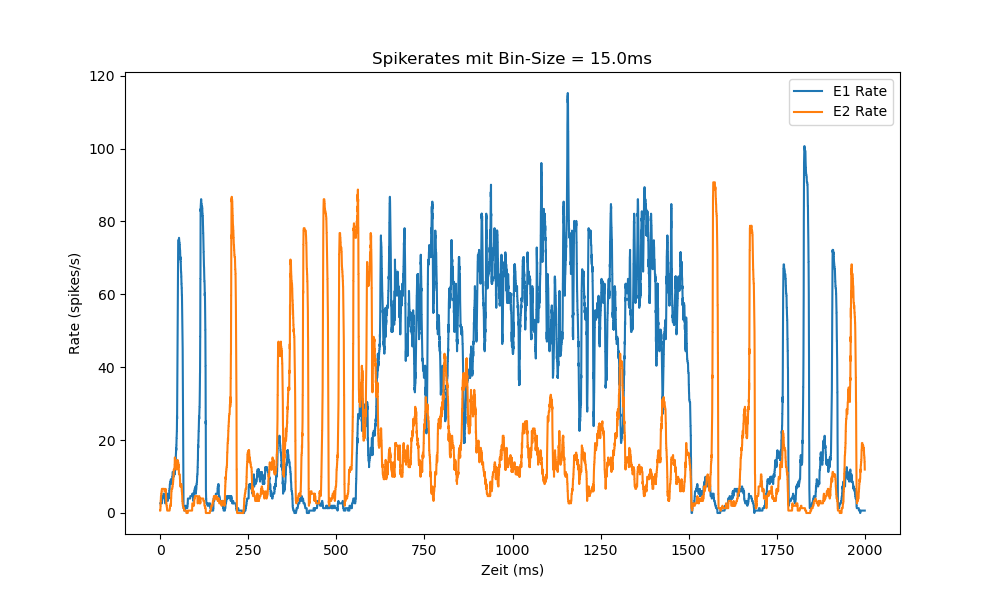 Spikerates mit Bin-Size = 15.0ms
E1 Rate
E2 Rate
Rate (spikes/s)
120
100
80
60
40
20
0
0 250 500 750 1000 1250 1500 1750 2000
Zeit (ms)